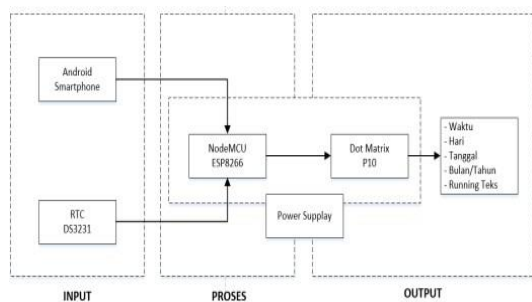 Android
Smartphone
RTC
DS3231
NodeMCU
ESP8266
Dot Matrix
P10
Power Supplay
- Waktu
- Hari
- Tanggal
- Bulan/Tahun
- Running Teks
INPUT
PROSES
OUTPUT